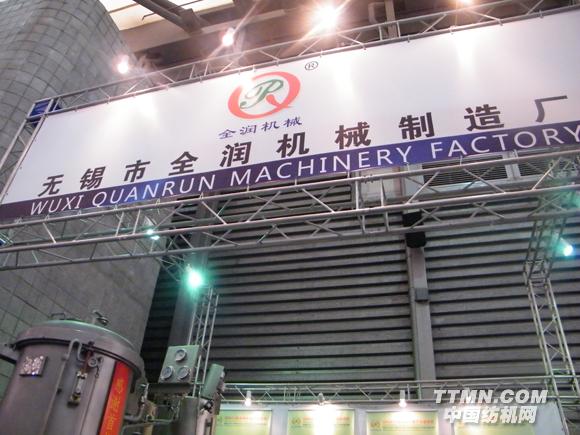 ®
全润机械
无锡市全润机械制造厂
WUXI QUANRUN MACHINERY FACTORY
TTMN.COM
中国纺机网